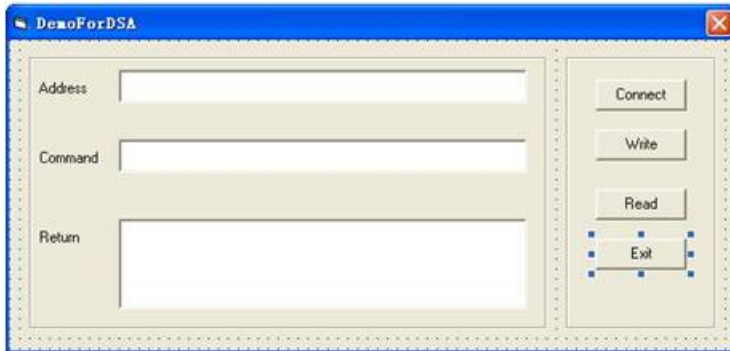 DemoForDSA
Address
Command
Return
Connect
Write
Read
Exit